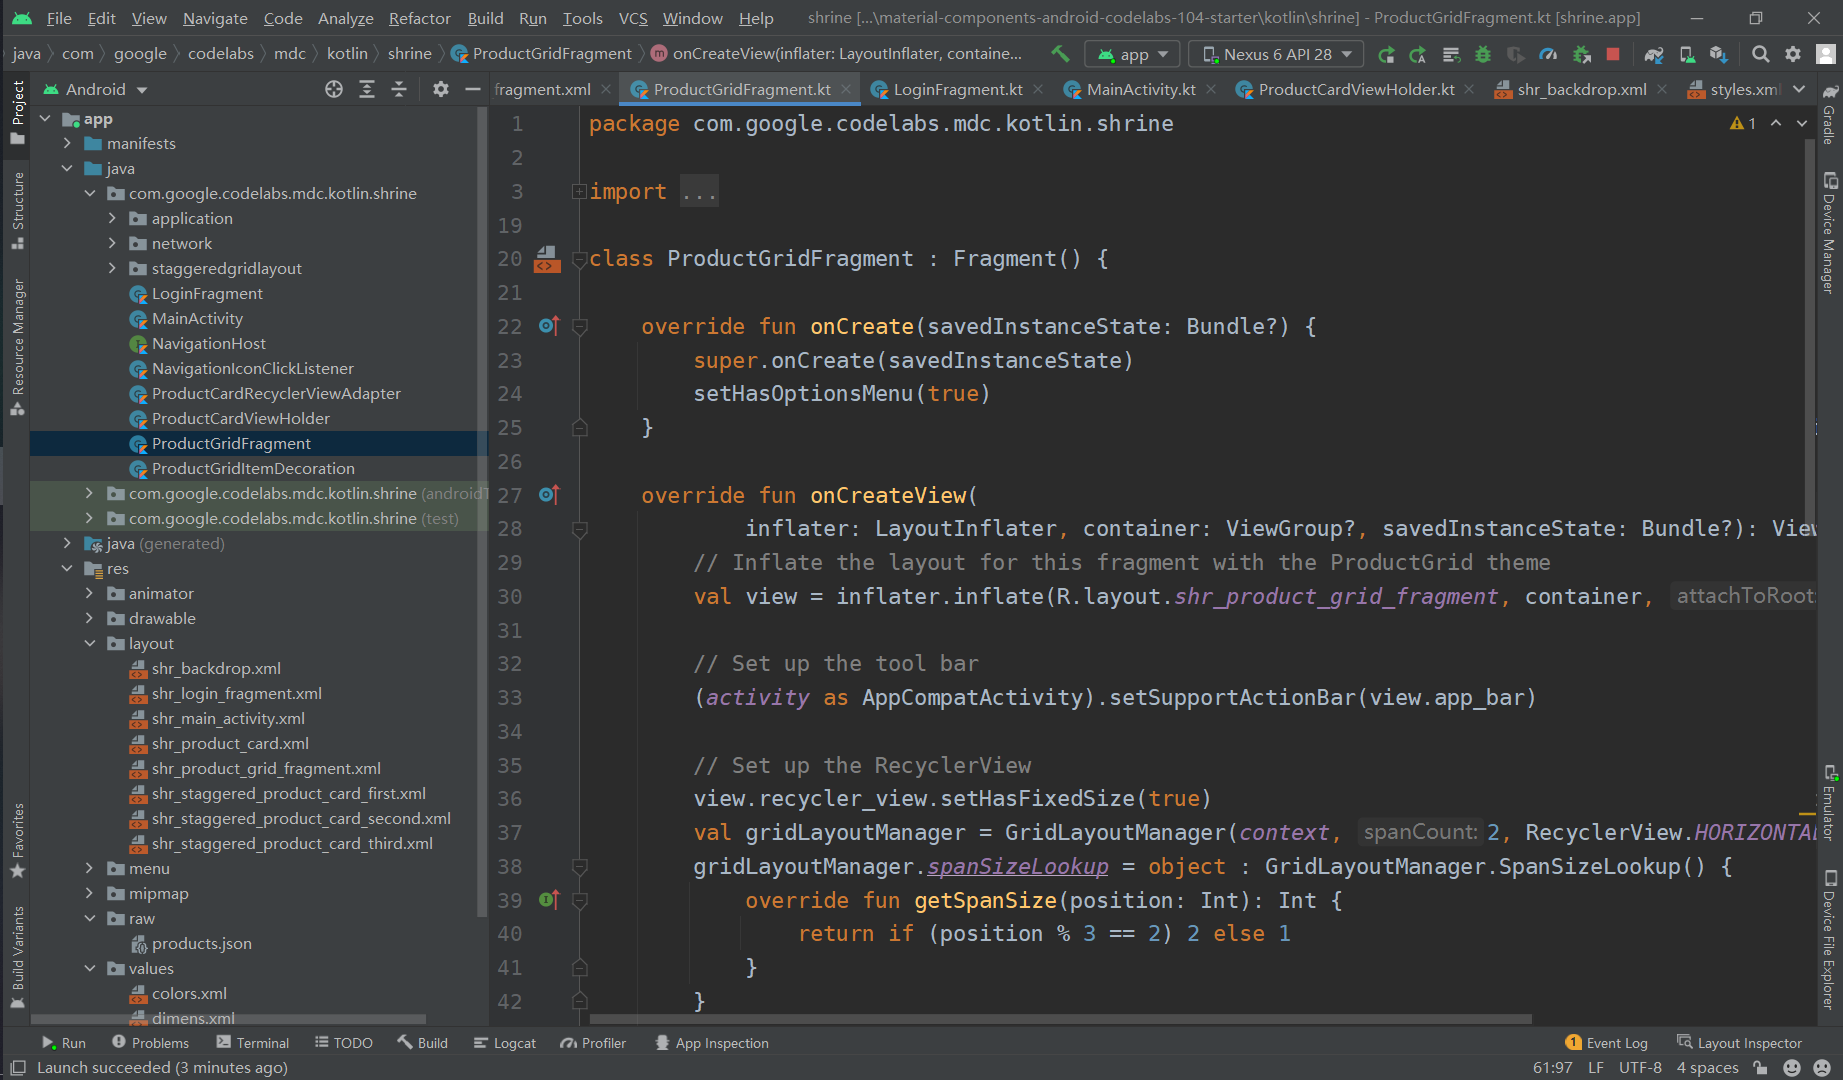 File Edit View Navigate Code Analyze Refactor Build Run Tools VCS Window Help shrine [...\material-components-android-codelabs-104-starter\kotlin\shrine] - ProductGridFragment.kt [shrine.app]
java com google codelabs mdc kotlin shrine ProductGridFragment m onCreateView(inflater: LayoutInflater, containe... app Nexus 6 API 28
Project
Structure
Resource Manager
Favorites
Build Variants
Android
app
manifests
java
com.google.codelabs.mdc.kotlin.shrine
application
network
staggeredgridlayout
LoginFragment
MainActivity
NavigationHost
NavigationIconClickListener
ProductCardRecyclerViewAdapter
ProductCardViewHolder
ProductGridFragment
ProductGridItemDecoration
com.google.codelabs.mdc.kotlin.shrine (androidT
com.google.codelabs.mdc.kotlin.shrine (test)
java (generated)
res
animator
drawable
layout
shr_backdrop.xml
shr_login_fragment.xml
shr_main_activity.xml
shr_product_card.xml
shr_product_grid_fragment.xml
shr_staggered_product_card_first.xml
shr_staggered_product_card_second.xml
shr_staggered_product_card_third.xml
menu
mipmap
raw
products.json
values
colors.xml
dimens.xml
fragment.xml ProductGridFragment.kt LoginFragment.kt MainActivity.kt ProductCardViewHolder.kt shr_backdrop.xml styles.xml
1 package com.google.codelabs.mdc.kotlin.shrine 1
2
3 import ...
19
20 class ProductGridFragment : Fragment() {
21
22 override fun onCreate(savedInstanceState: Bundle?) {
23 super.onCreate(savedInstanceState)
24 setHasOptionsMenu(true)
25 }
26
27 override fun onCreateView(
28 inflater: LayoutInflater, container: ViewGroup?, savedInstanceState: Bundle?): View
29 // Inflate the layout for this fragment with the ProductGrid theme
30 val view = inflater.inflate(R.layout.shr_product_grid_fragment, container, attachToRoot:
31
32 // Set up the tool bar
33 (activity as AppCompatActivity).setSupportActionBar(view.app_bar)
34
35 // Set up the RecyclerView
36 view.recycler_view.setHasFixedSize(true)
37 val gridLayoutManager = GridLayoutManager(context, spanCount: 2, RecyclerView.HORIZONTAL
38 gridLayoutManager.spanSizeLookup = object : GridLayoutManager.SpanSizeLookup() {
39 override fun getSpanSize(position: Int): Int {
40 return if (position % 3 == 2) 2 else 1
41 }
42 }
Gradle
Device Manager
Emulator
Device File Explorer
Run Problems Terminal TODO Build Logcat Profiler App Inspection 1 Event Log Layout Inspector
Launch succeeded (3 minutes ago) 61:97 LF UTF-8 4 spaces